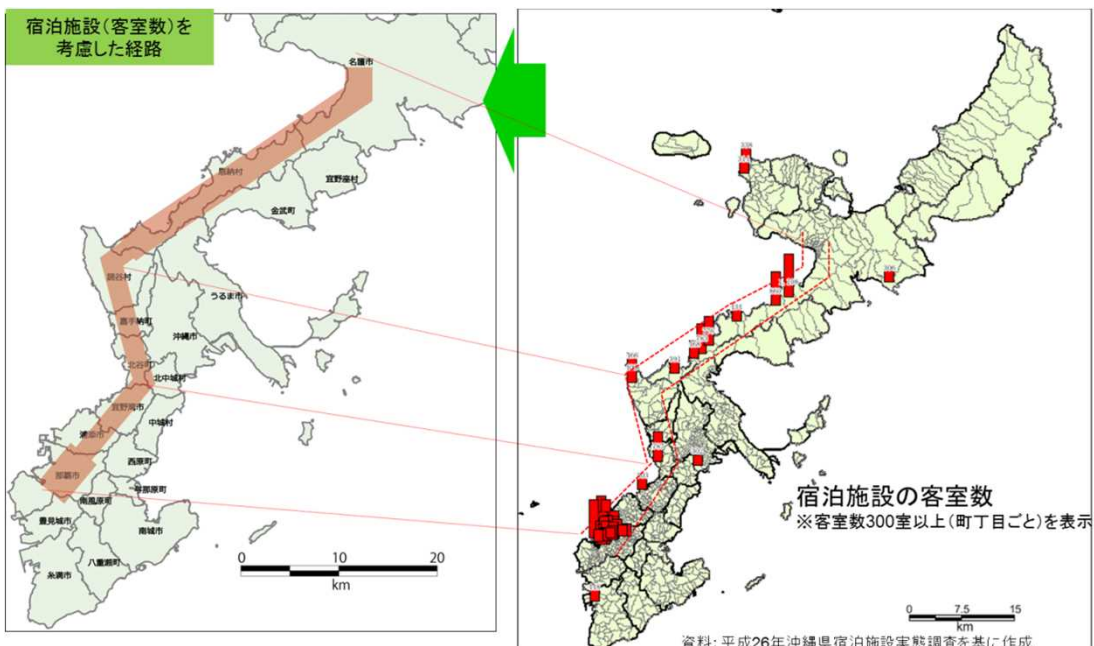 宿泊施設(客室数)を
考慮した経路
名護市
恩納村
宜野座村
金武町
読谷村
うるま市
嘉手納町
沖縄市
北谷町
北中城村
宜野湾市
中城村
浦添市
西原町
那覇市
与那原町
南風原町
豊見城市
南城市
八重瀬町
糸満市
0 10 20
km
宿泊施設の客室数
※客室数300室以上(町丁目ごと)を表示
0 7.5 15
km
資料:平成26年沖縄県宿泊施設実態調査を基に作成